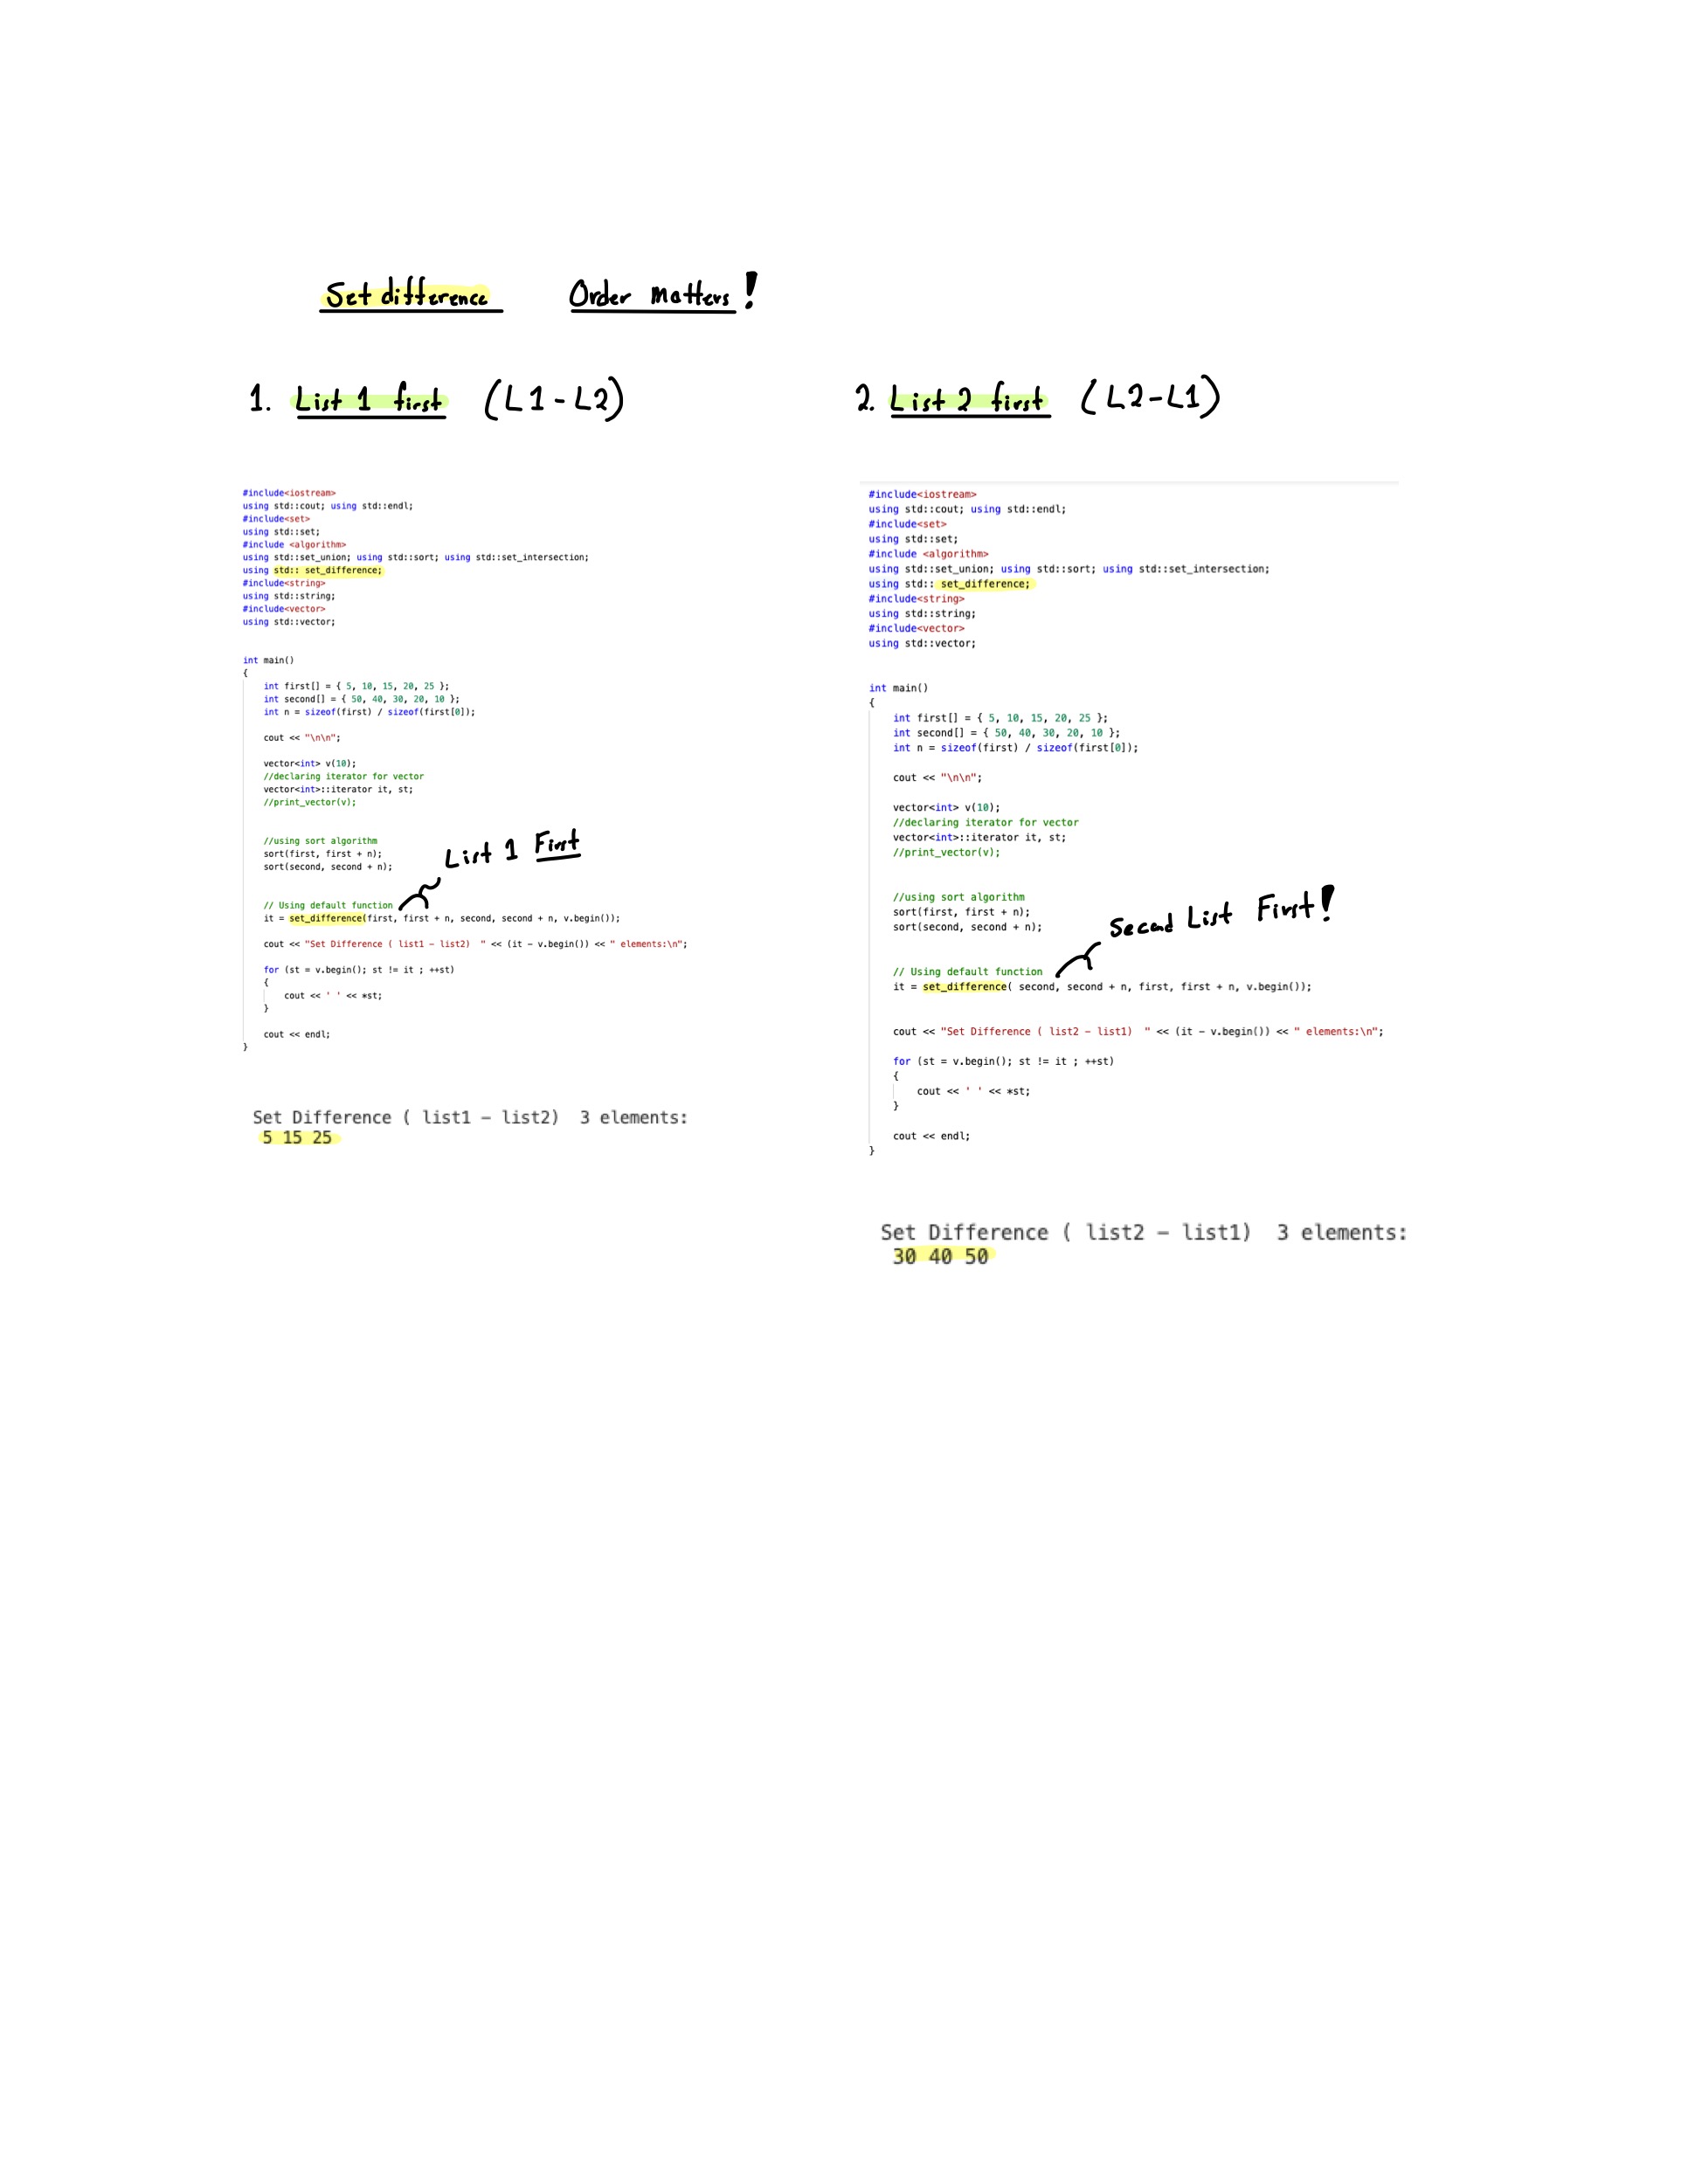 Set difference Order Matters!
1. List 1 first (L1-L2)
#include<iostream>
using std::cout; using std::endl;
#include<set>
using std::set;
#include <algorithm>
using std::set_union; using std::sort; using std::set_intersection;
using std:: set_difference;
#include<string>
using std::string;
#include<vector>
using std::vector;
int main()
{
int first[] = { 5, 10, 15, 20, 25 };
int second[] = { 50, 40, 30, 20, 10 };
int n = sizeof(first) / sizeof(first[0]);
cout << "\n\n";
vector<int> v(10);
//declaring iterator for vector
vector<int>::iterator it, st;
//print_vector(v);
//using sort algorithm
sort(first, first + n);
sort(second, second + n);
List 1 First
// Using default function
it = set_difference(first, first + n, second, second + n, v.begin());
cout << "Set Difference ( list1 – list2)  " << (it - v.begin()) << " elements:\n";
for (st = v.begin(); st != it ; ++st)
{
cout << ' ' << *st;
}
cout << endl;
}
Set Difference ( list1 – list2)  3 elements:
5 15 25
2. List 2 first (L2-L1)
#include<iostream>
using std::cout; using std::endl;
#include<set>
using std::set;
#include <algorithm>
using std::set_union; using std::sort; using std::set_intersection;
using std:: set_difference;
#include<string>
using std::string;
#include<vector>
using std::vector;
int main()
{
int first[] = { 5, 10, 15, 20, 25 };
int second[] = { 50, 40, 30, 20, 10 };
int n = sizeof(first) / sizeof(first[0]);
cout << "\n\n";
vector<int> v(10);
//declaring iterator for vector
vector<int>::iterator it, st;
//print_vector(v);
//using sort algorithm
sort(first, first + n);
sort(second, second + n);
Second List First!
// Using default function
it = set_difference( second, second + n, first, first + n, v.begin());
cout << "Set Difference ( list2 – list1)  " << (it - v.begin()) << " elements:\n";
for (st = v.begin(); st != it ; ++st)
{
cout << ' ' << *st;
}
cout << endl;
}
Set Difference ( list2 – list1)  3 elements:
30 40 50